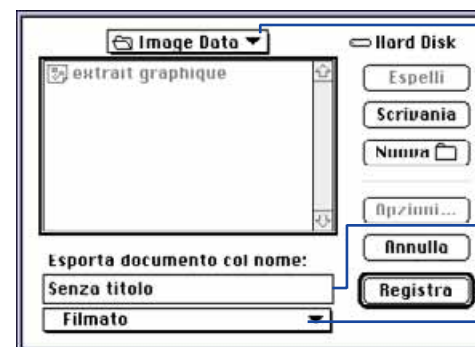 Image Data
Hard Disk
extrait graphique
Espelli
Scrivania
Nuova
Opzioni...
Annulla
Registra
Esporta documento col nome:
Senza titolo
Filmato